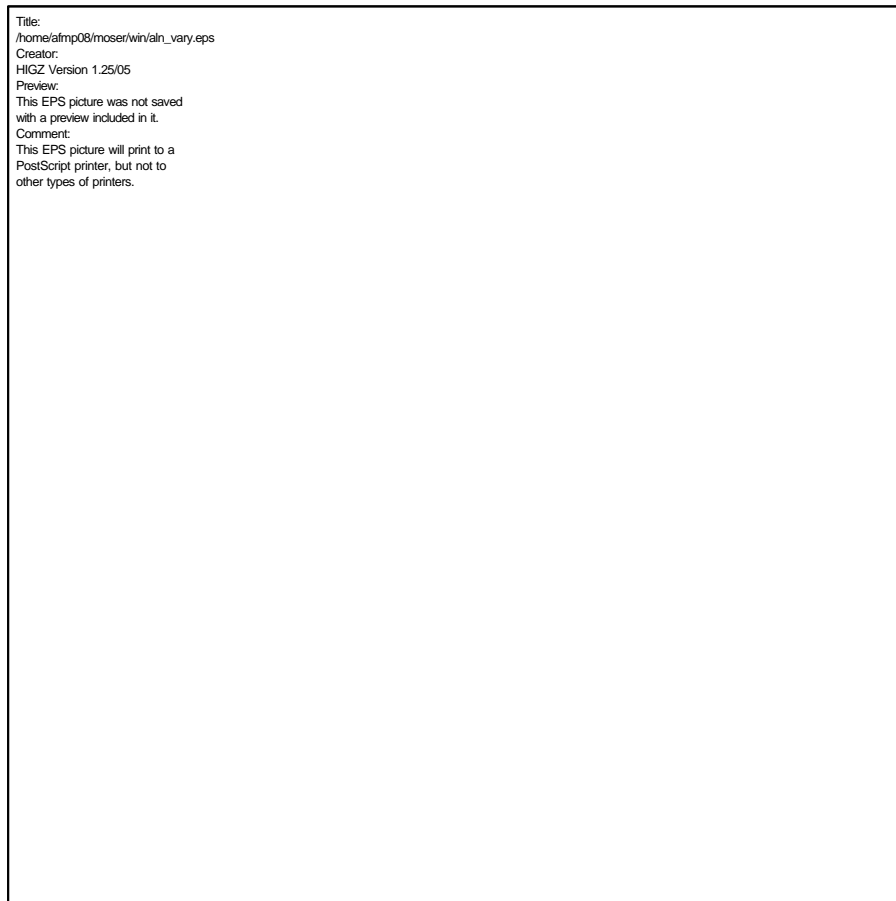 Title:
/home/afmp08/moser/win/aln_vary.eps
Creator:
HIGZ Version 1.25/05
Preview:
This EPS picture was not saved
with a preview included in it.
Comment:
This EPS picture will print to a
PostScript printer, but not to
other types of printers.